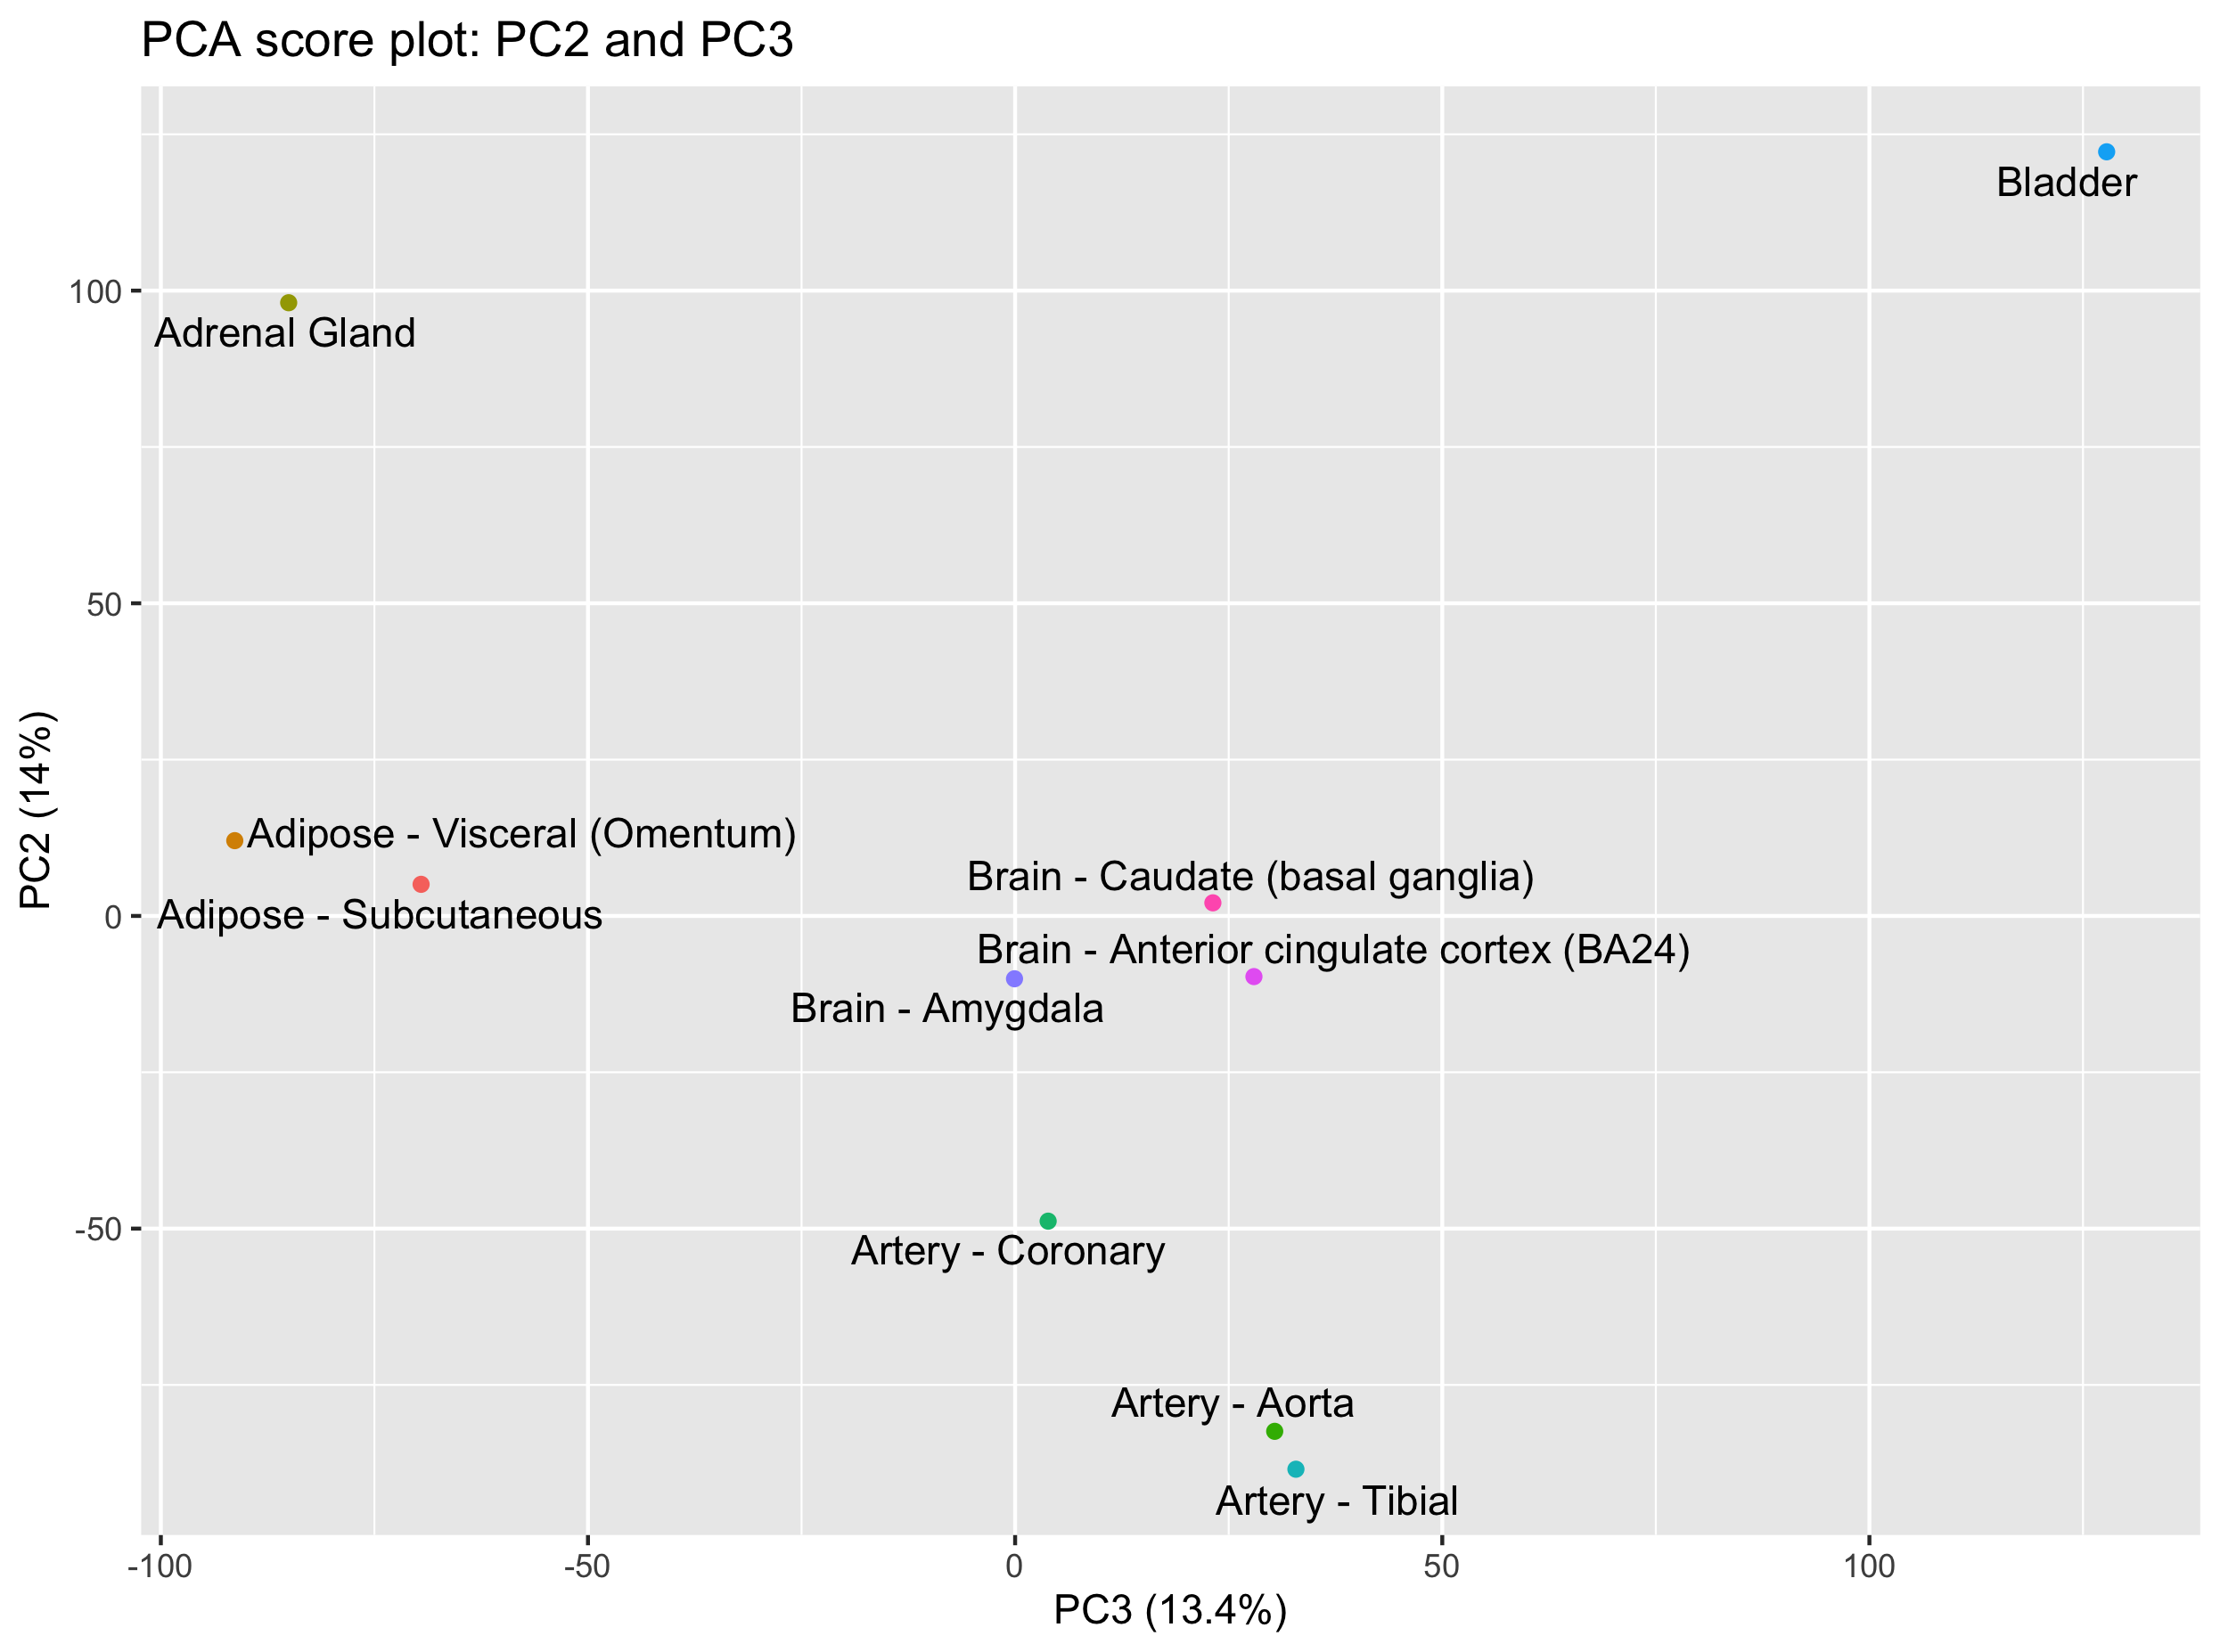 PCA score plot: PC2 and PC3
Bladder
100
Adrenal Gland
50
PC2 (14%)
Adipose - Visceral (Omentum)
Brain - Caudate (basal ganglia)
0
Adipose - Subcutaneous
Brain - Anterior cingulate cortex (BA24)
Brain - Amygdala
-50
Artery - Coronary
Artery - Aorta
Artery - Tibial
-100 -50 0 50 100
PC3 (13.4%)